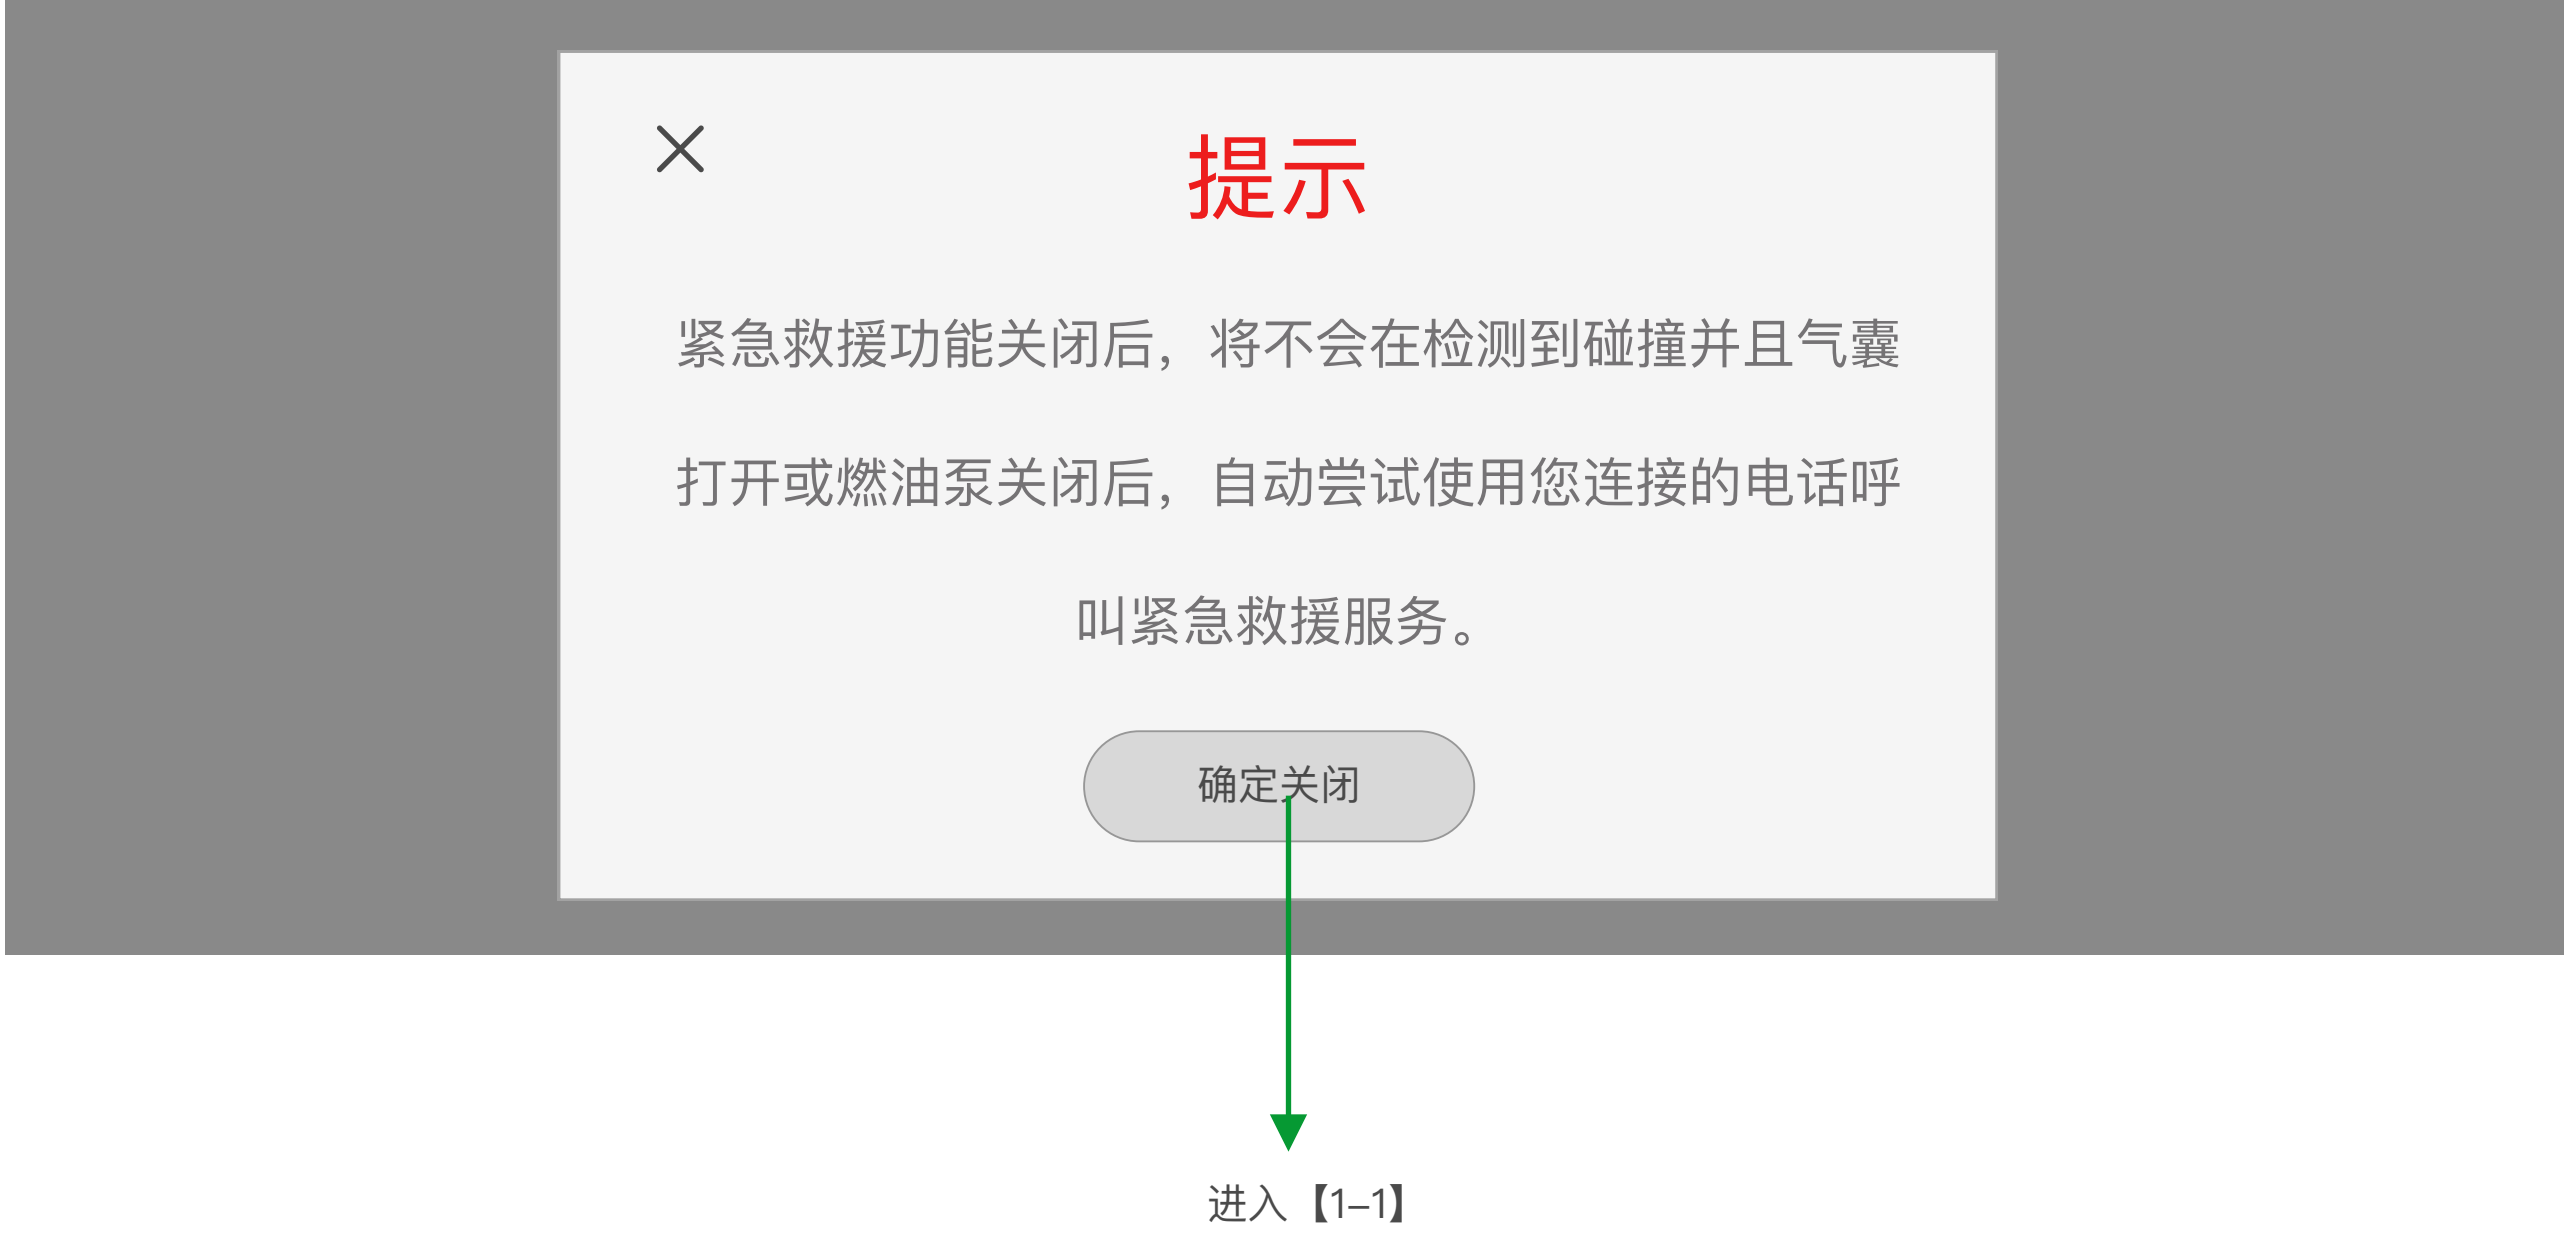 提示
紧急救援功能关闭后，将不会在检测到碰撞并且气囊
打开或燃油泵关闭后，自动尝试使用您连接的电话呼
叫紧急救援服务。
确定关闭
进入【1–1】